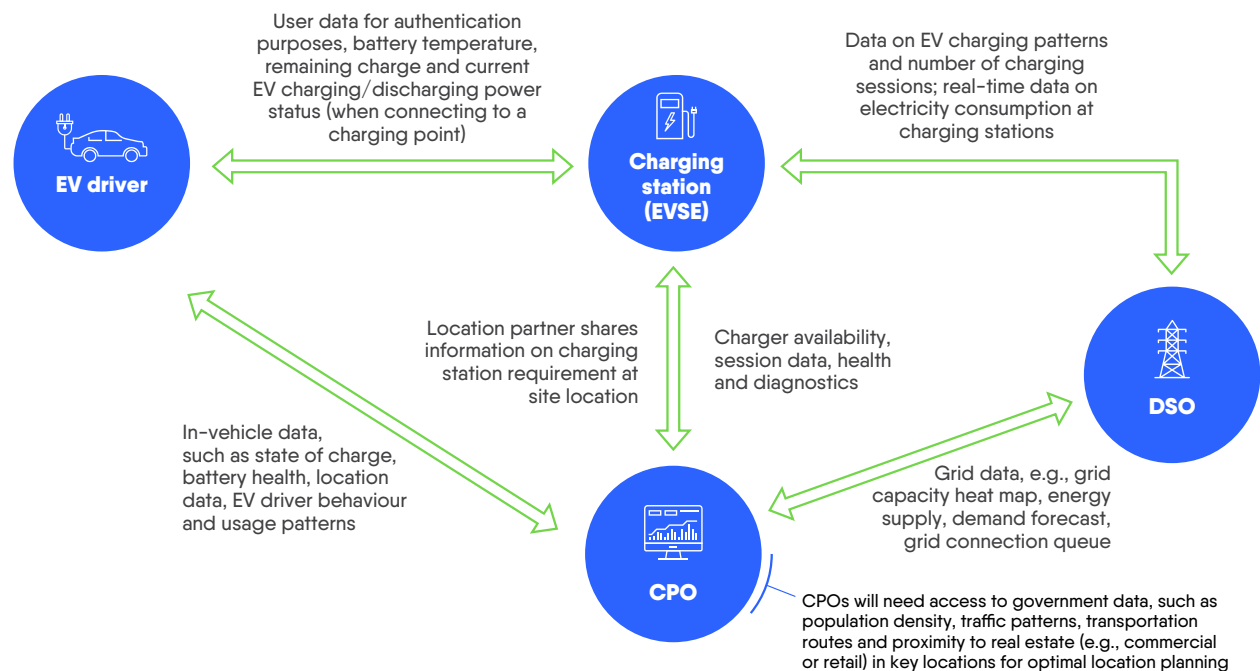 User data for authentication
purposes, battery temperature,
remaining charge and current
EV charging/discharging power
status (when connecting to a
charging point)
Data on EV charging patterns
and number of charging
sessions; real-time data on
electricity consumption at
charging stations
EV driver
Charging
station
(EVSE)
Location partner shares
information on charging
station requirement at
site location
Charger availability,
session data, health
and diagnostics
DSO
In-vehicle data,
such as state of charge,
battery health, location
data, EV driver behaviour
and usage patterns
Grid data, e.g., grid
capacity heat map, energy
supply, demand forecast,
grid connection queue
CPO
CPOs will need access to government data, such as
population density, traffic patterns, transportation
routes and proximity to real estate (e.g., commercial
or retail) in key locations for optimal location planning